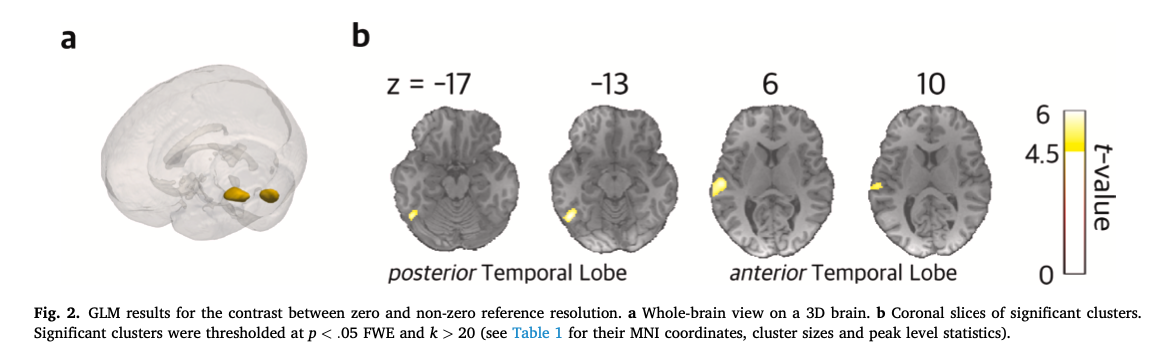 a
b
z = -17
-13
6
10
6
4.5
0
t-value
posterior Temporal Lobe
anterior Temporal Lobe
Fig. 2. GLM results for the contrast between zero and non-zero reference resolution. a Whole-brain view on a 3D brain. b Coronal slices of significant clusters.
Significant clusters were thresholded at p < .05 FWE and k > 20 (see Table 1 for their MNI coordinates, cluster sizes and peak level statistics).